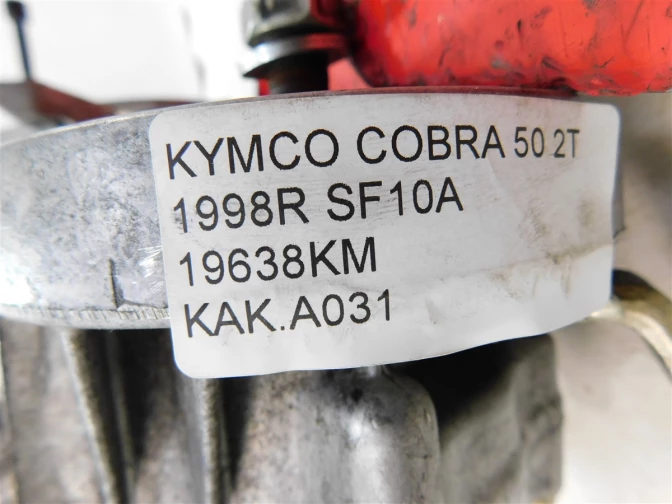 KYMCO COBRA 50 2T
1998R SF10A
19638KM
KAK.A031